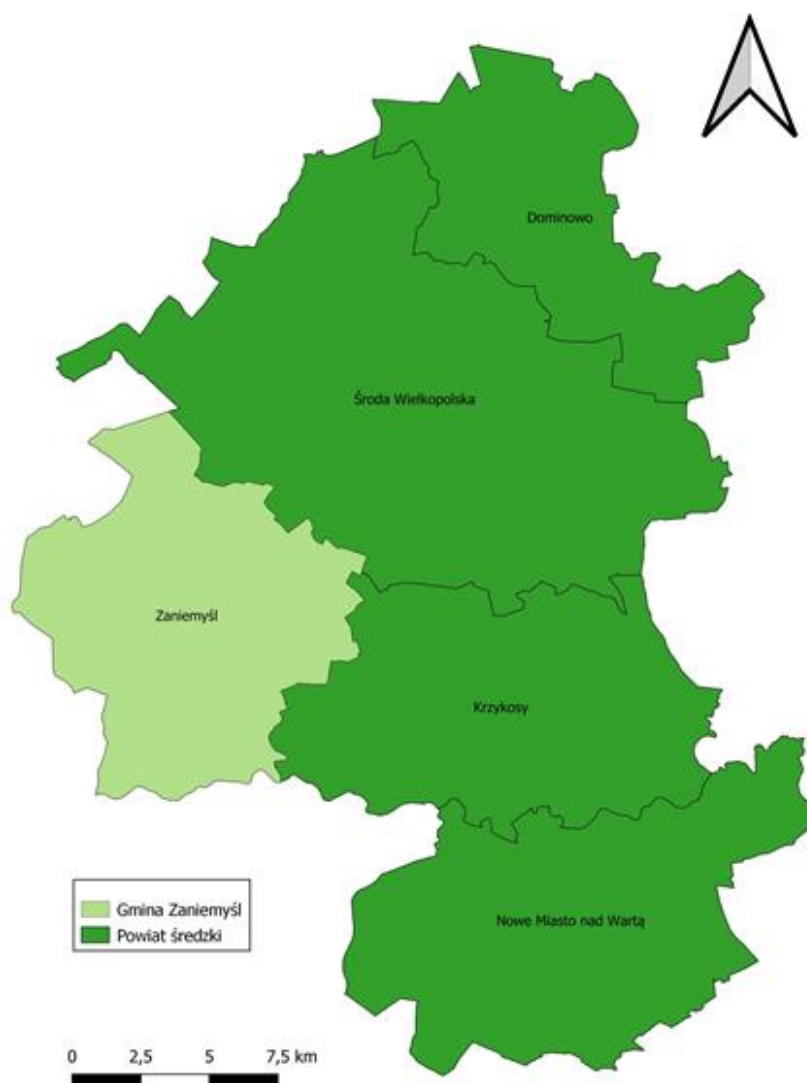 Dominowo
Środa Wielkopolska
Zaniemyśl
Krzykosy
Nowe Miasto nad Wartą
Gmina Zaniemyśl
Powiat średzki
0 2,5 5 7,5 km